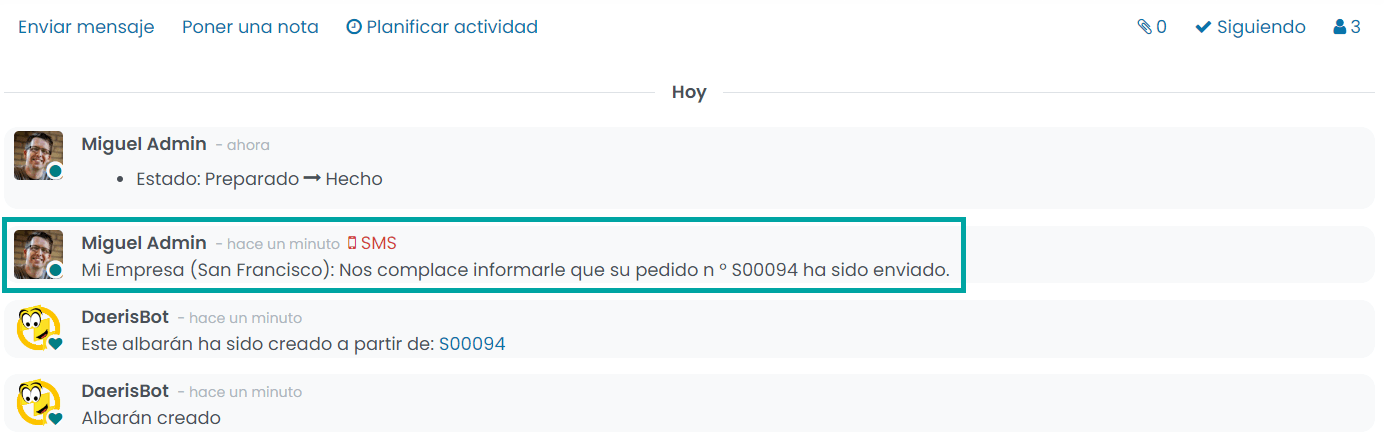 Enviar mensaje Poner una nota Planificar actividad 0 Siguiendo 3
Hoy
Miguel Admin - ahora
• Estado: Preparado ➞ Hecho
Miguel Admin - hace un minuto SMS
Mi Empresa (San Francisco): Nos complace informarle que su pedido n º S00094 ha sido enviado.
DaerisBot - hace un minuto
Este albarán ha sido creado a partir de: S00094
DaerisBot - hace un minuto
Albarán creado